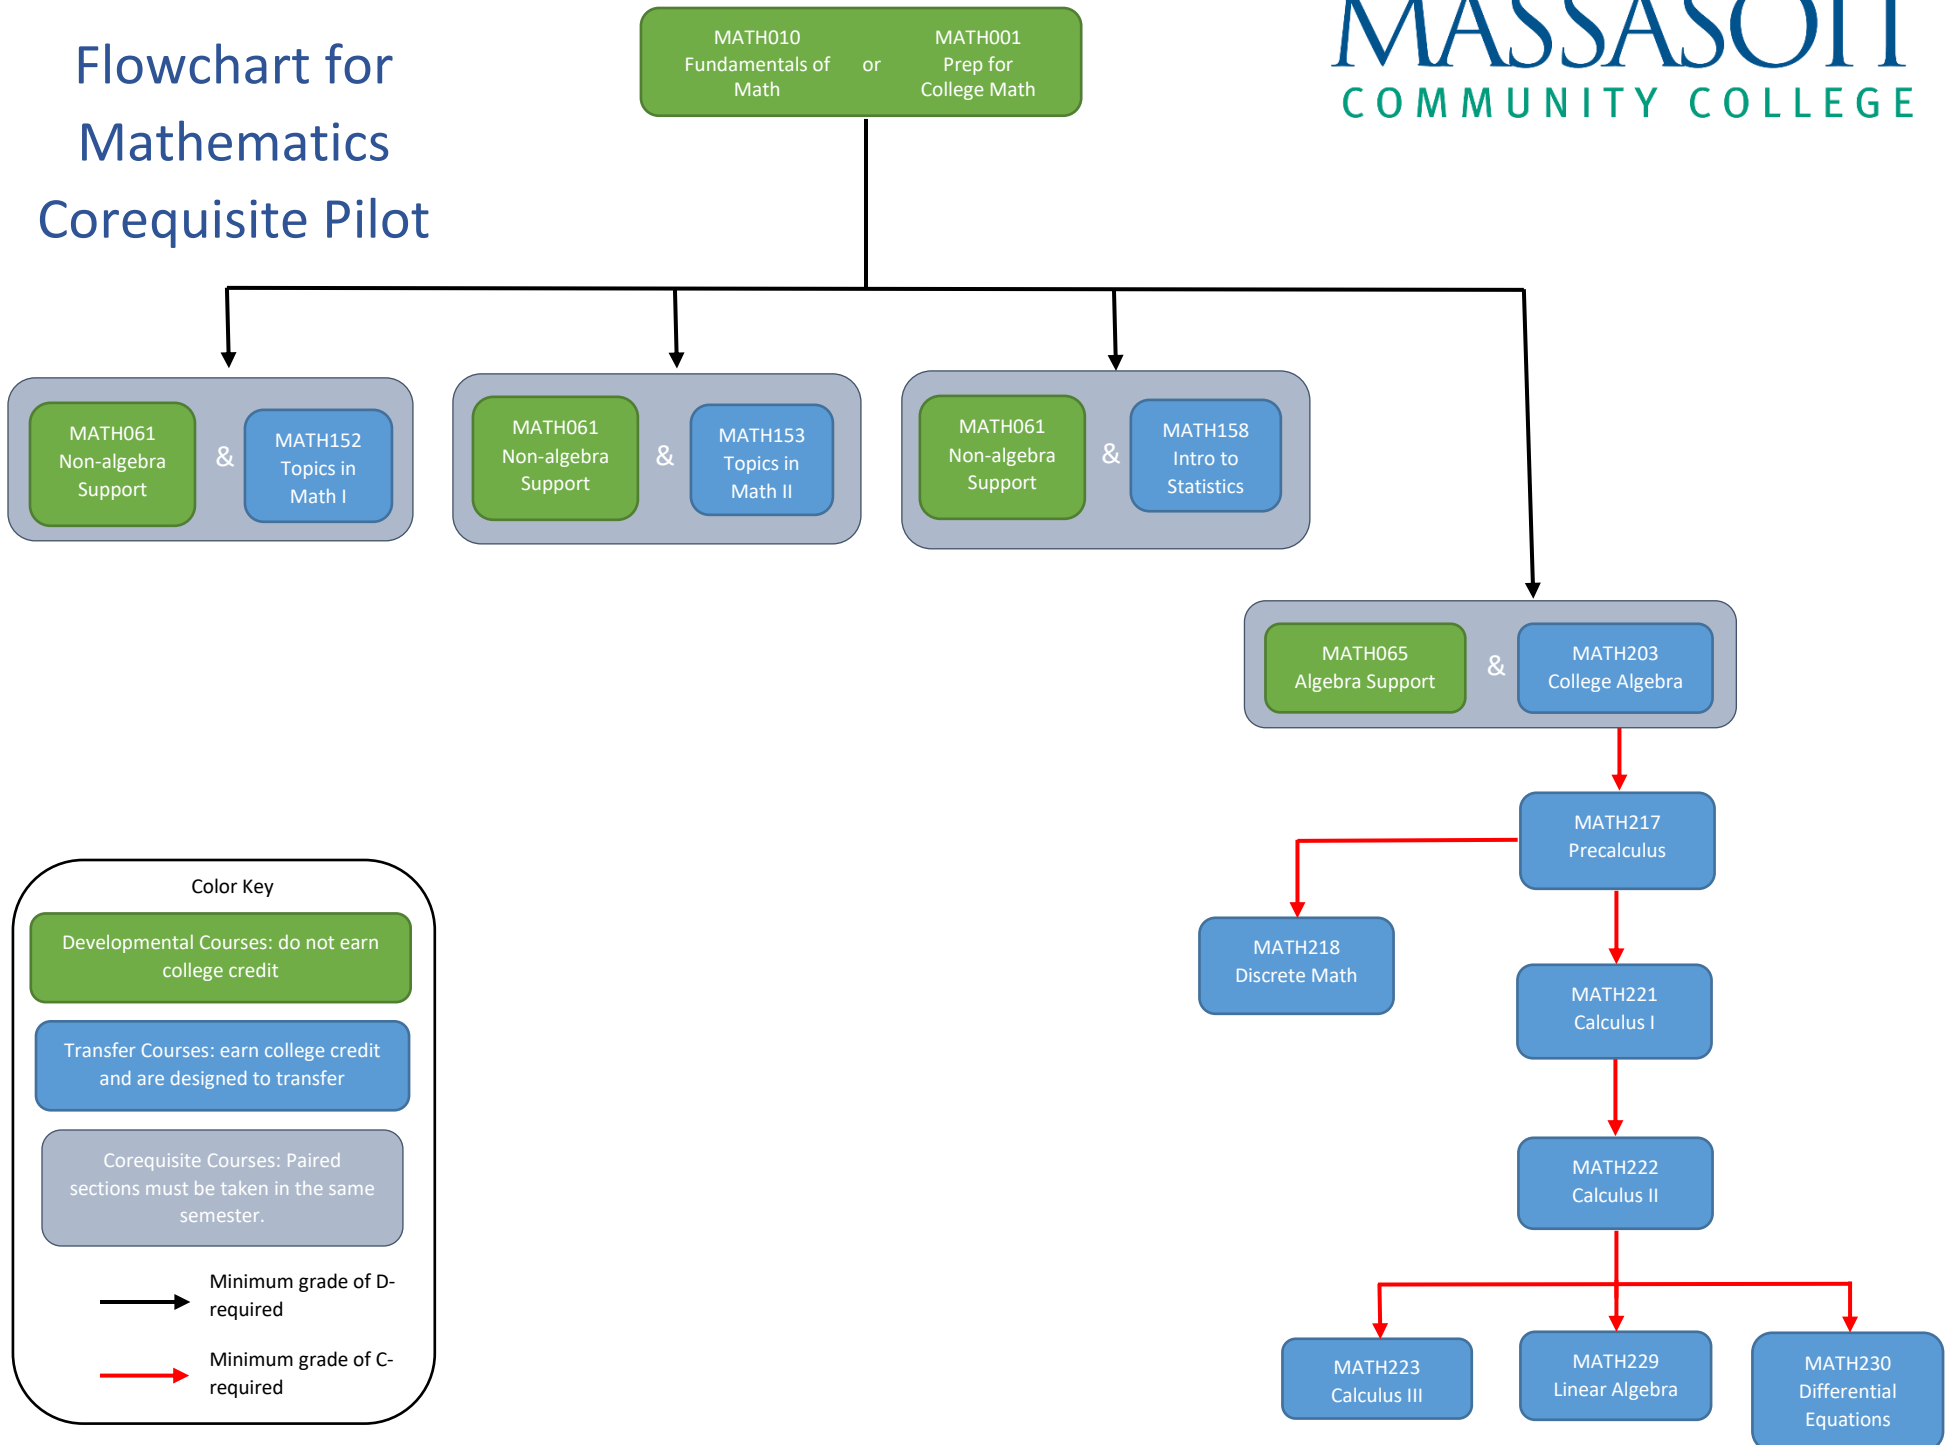 Flowchart for
Mathematics
Corequisite Pilot
MATH010
Fundamentals of
Math
or
MATH001
Prep for
College Math
MASSASOIT
COMMUNITY COLLEGE
MATH061
Non-algebra
Support
&
MATH152
Topics in
Math I
MATH061
Non-algebra
Support
&
MATH153
Topics in
Math II
MATH061
Non-algebra
Support
&
MATH158
Intro to
Statistics
MATH065
Algebra Support
&
MATH203
College Algebra
MATH217
Precalculus
MATH218
Discrete Math
MATH221
Calculus I
MATH222
Calculus II
MATH223
Calculus III
MATH229
Linear Algebra
MATH230
Differential
Equations
Color Key
Developmental Courses: do not earn
college credit
Transfer Courses: earn college credit
and are designed to transfer
Corequisite Courses: Paired
sections must be taken in the same
semester.
Minimum grade of D-
required
Minimum grade of C-
required